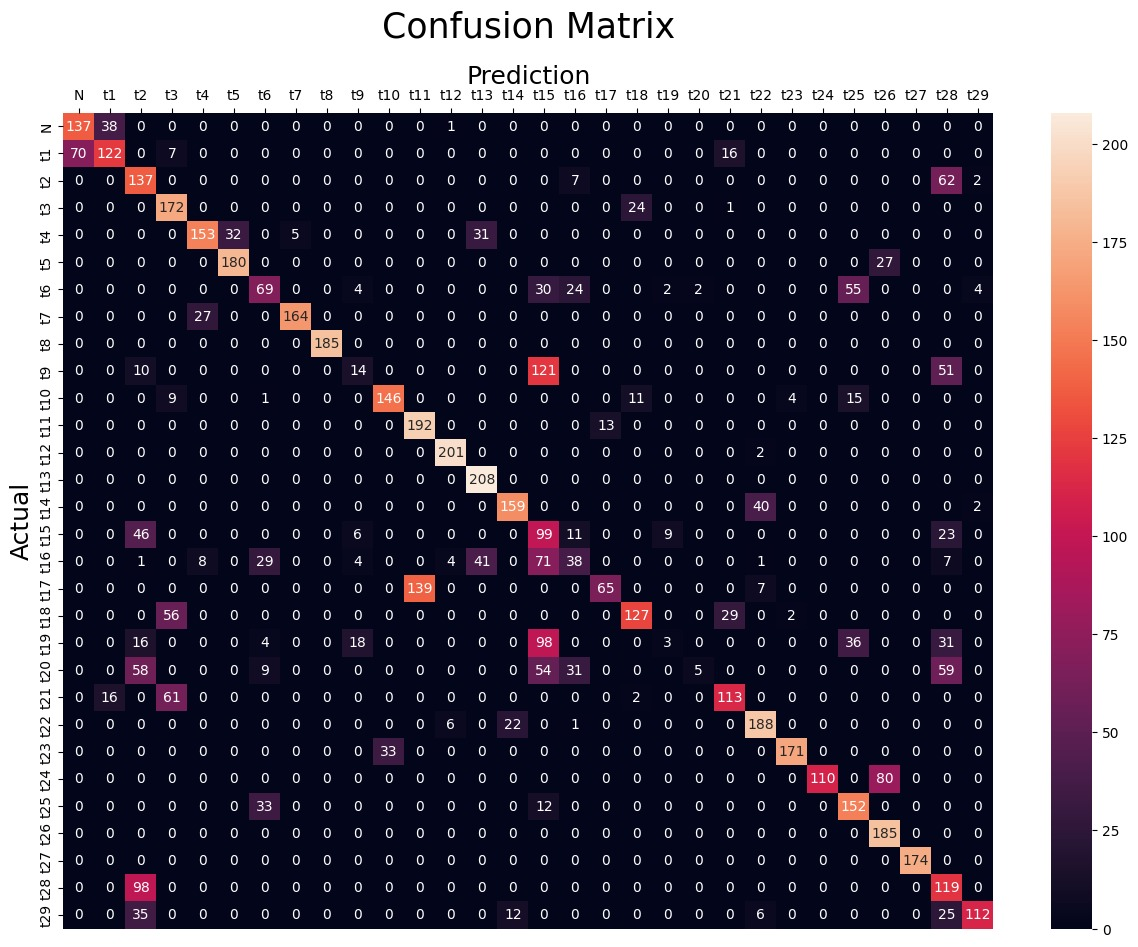 Confusion Matrix
Prediction
N t1 t2 t3 t4 t5 t6 t7 t8 t9 t10 t11 t12 t13 t14 t15 t16 t17 t18 t19 t20 t21 t22 t23 t24 t25 t26 t27 t28 t29
Actual
N 137 38 0 0 0 0 0 0 0 0 0 0 1 0 0 0 0 0 0 0 0 0 0 0 0 0 0 0 0 0
t1 70 122 0 7 0 0 0 0 0 0 0 0 0 0 0 0 0 0 0 0 0 16 0 0 0 0 0 0 0 0
t2 0 0 137 0 0 0 0 0 0 0 0 0 0 0 0 0 7 0 0 0 0 0 0 0 0 0 0 0 62 2
t3 0 0 0 172 0 0 0 0 0 0 0 0 0 0 0 0 0 0 24 0 0 1 0 0 0 0 0 0 0 0
t4 0 0 0 0 153 32 0 5 0 0 0 0 0 31 0 0 0 0 0 0 0 0 0 0 0 0 0 0 0 0
t5 0 0 0 0 0 180 0 0 0 0 0 0 0 0 0 0 0 0 0 0 0 0 0 0 0 0 27 0 0 0
t6 0 0 0 0 0 0 69 0 0 4 0 0 0 0 0 30 24 0 0 2 2 0 0 0 0 55 0 0 0 4
t7 0 0 0 0 27 0 0 164 0 0 0 0 0 0 0 0 0 0 0 0 0 0 0 0 0 0 0 0 0 0
t8 0 0 0 0 0 0 0 0 185 0 0 0 0 0 0 0 0 0 0 0 0 0 0 0 0 0 0 0 0 0
t9 0 0 10 0 0 0 0 0 0 14 0 0 0 0 0 121 0 0 0 0 0 0 0 0 0 0 0 0 51 0
t10 0 0 0 9 0 0 1 0 0 0 146 0 0 0 0 0 0 0 11 0 0 0 0 4 0 15 0 0 0 0
t11 0 0 0 0 0 0 0 0 0 0 0 192 0 0 0 0 0 13 0 0 0 0 0 0 0 0 0 0 0 0
t12 0 0 0 0 0 0 0 0 0 0 0 0 201 0 0 0 0 0 0 0 0 0 2 0 0 0 0 0 0 0
t13 0 0 0 0 0 0 0 0 0 0 0 0 0 208 0 0 0 0 0 0 0 0 0 0 0 0 0 0 0 0
t14 0 0 0 0 0 0 0 0 0 0 0 0 0 0 159 0 0 0 0 0 0 0 40 0 0 0 0 0 0 2
t15 0 0 46 0 0 0 0 0 0 6 0 0 0 0 0 99 11 0 0 9 0 0 0 0 0 0 0 0 23 0
t16 0 0 1 0 8 0 29 0 0 4 0 0 4 41 0 71 38 0 0 0 0 0 1 0 0 0 0 0 7 0
t17 0 0 0 0 0 0 0 0 0 0 0 139 0 0 0 0 0 65 0 0 0 0 7 0 0 0 0 0 0 0
t18 0 0 0 56 0 0 0 0 0 0 0 0 0 0 0 0 0 0 127 0 0 29 0 2 0 0 0 0 0 0
t19 0 0 16 0 0 0 4 0 0 18 0 0 0 0 0 98 0 0 0 3 0 0 0 0 0 36 0 0 31 0
t20 0 0 58 0 0 0 9 0 0 0 0 0 0 0 0 54 31 0 0 0 5 0 0 0 0 0 0 0 59 0
t21 0 16 0 61 0 0 0 0 0 0 0 0 0 0 0 0 0 0 2 0 0 113 0 0 0 0 0 0 0 0
t22 0 0 0 0 0 0 0 0 0 0 0 0 6 0 22 0 1 0 0 0 0 0 188 0 0 0 0 0 0 0
t23 0 0 0 0 0 0 0 0 0 0 33 0 0 0 0 0 0 0 0 0 0 0 0 171 0 0 0 0 0 0
t24 0 0 0 0 0 0 0 0 0 0 0 0 0 0 0 0 0 0 0 0 0 0 0 0 110 0 80 0 0 0
t25 0 0 0 0 0 0 33 0 0 0 0 0 0 0 0 12 0 0 0 0 0 0 0 0 0 152 0 0 0 0
t26 0 0 0 0 0 0 0 0 0 0 0 0 0 0 0 0 0 0 0 0 0 0 0 0 0 0 185 0 0 0
t27 0 0 0 0 0 0 0 0 0 0 0 0 0 0 0 0 0 0 0 0 0 0 0 0 0 0 0 174 0 0
t28 0 0 98 0 0 0 0 0 0 0 0 0 0 0 0 0 0 0 0 0 0 0 0 0 0 0 0 0 119 0
t29 0 0 35 0 0 0 0 0 0 0 0 0 0 0 12 0 0 0 0 0 0 0 6 0 0 0 0 0 25 112
200
175
150
125
100
75
50
25
0